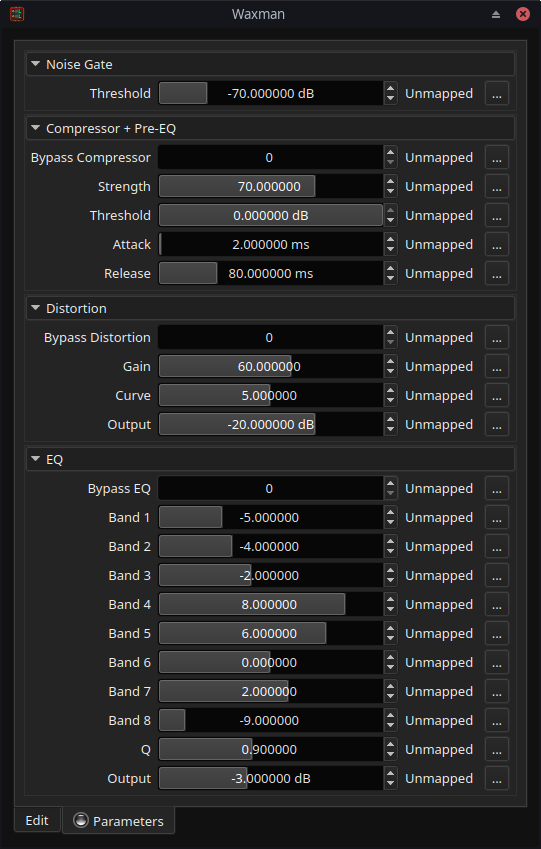 Waxman
Noise Gate
Threshold -70.000000 dB Unmapped ...
Compressor + Pre-EQ
Bypass Compressor 0 Unmapped ...
Strength 70.000000 Unmapped ...
Threshold 0.000000 dB Unmapped ...
Attack 2.000000 ms Unmapped ...
Release 80.000000 ms Unmapped ...
Distortion
Bypass Distortion 0 Unmapped ...
Gain 60.000000 Unmapped ...
Curve 5.000000 Unmapped ...
Output -20.000000 dB Unmapped ...
EQ
Bypass EQ 0 Unmapped ...
Band 1 -5.000000 Unmapped ...
Band 2 -4.000000 Unmapped ...
Band 3 -2.000000 Unmapped ...
Band 4 8.000000 Unmapped ...
Band 5 6.000000 Unmapped ...
Band 6 0.000000 Unmapped ...
Band 7 2.000000 Unmapped ...
Band 8 -9.000000 Unmapped ...
Q 0.900000 Unmapped ...
Output -3.000000 dB Unmapped ...
Edit Parameters